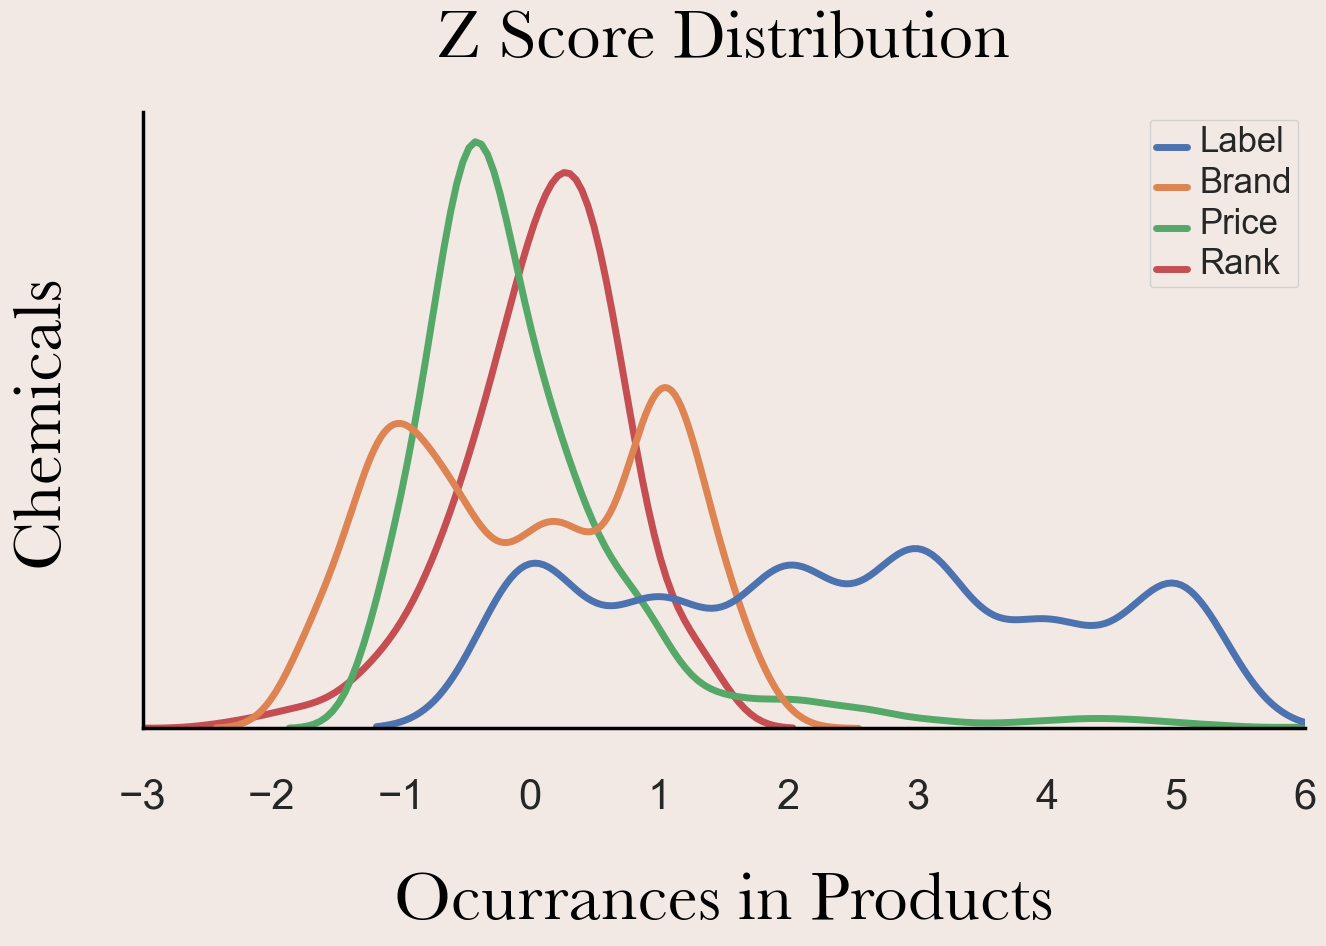 Z Score Distribution
Label
Brand
Price
Rank
Chemicals
−3 −2 −1 0 1 2 3 4 5 6
Ocurrances in Products